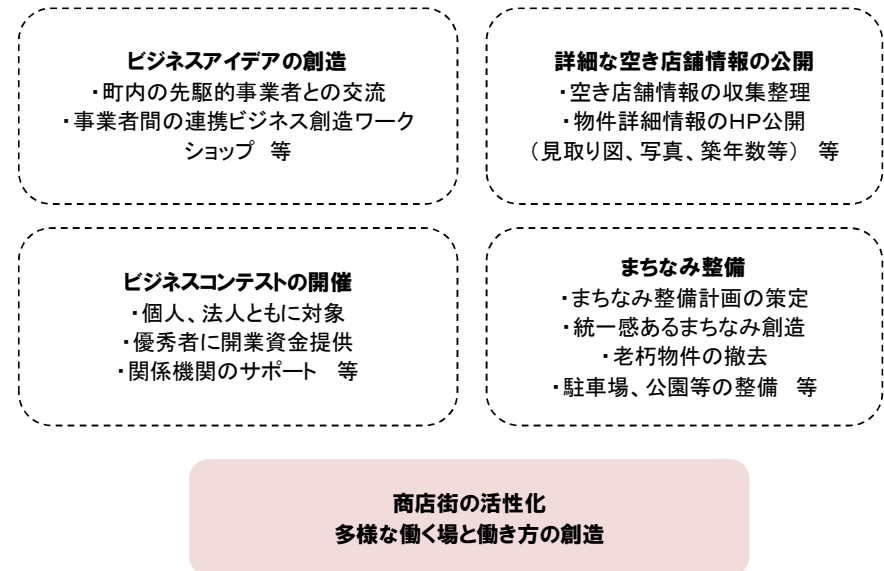 ビジネスアイデアの創造
・町内の先駆的事業者との交流
・事業者間の連携ビジネス創造ワーク
ショップ　等
詳細な空き店舗情報の公開
・空き店舗情報の収集整理
・物件詳細情報のＨＰ公開
（見取り図、写真、築年数等）　等
ビジネスコンテストの開催
・個人、法人ともに対象
・優秀者に開業資金提供
・関係機関のサポート　等
まちなみ整備
・まちなみ整備計画の策定
・統一感あるまちなみ創造
・老朽物件の撤去
・駐車場、公園等の整備　等
商店街の活性化
多様な働く場と働き方の創造